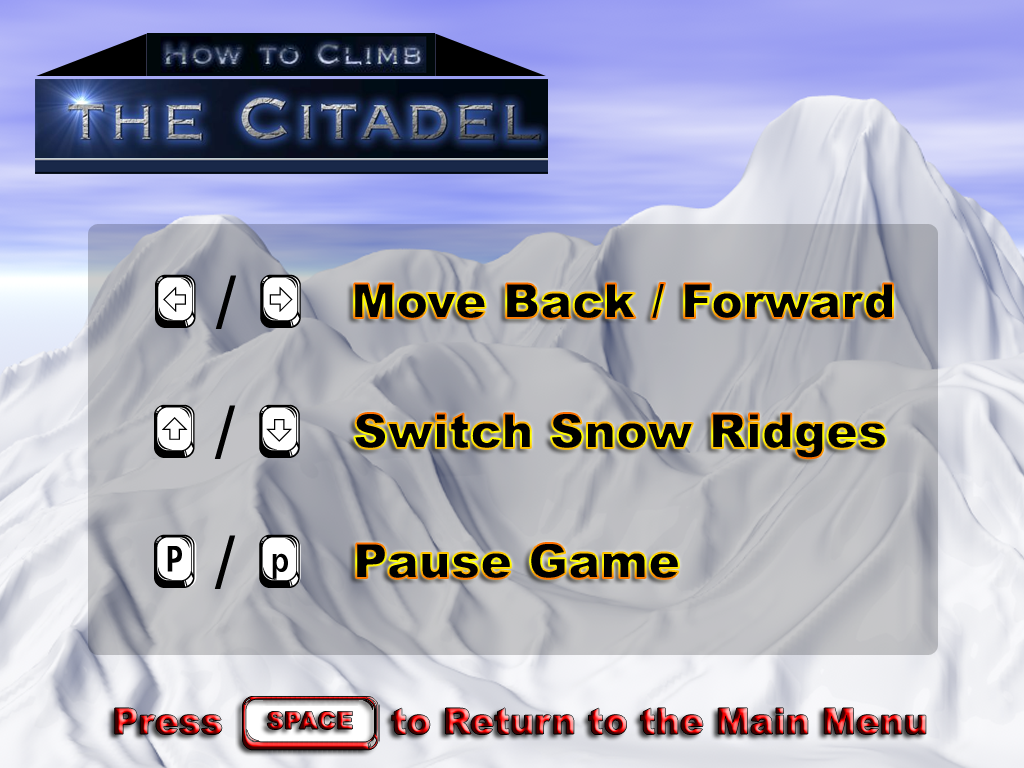 How to Climb
The Citadel
/ Move Back / Forward
/ Switch Snow Ridges
P / p Pause Game
Press SPACE to Return to the Main Menu